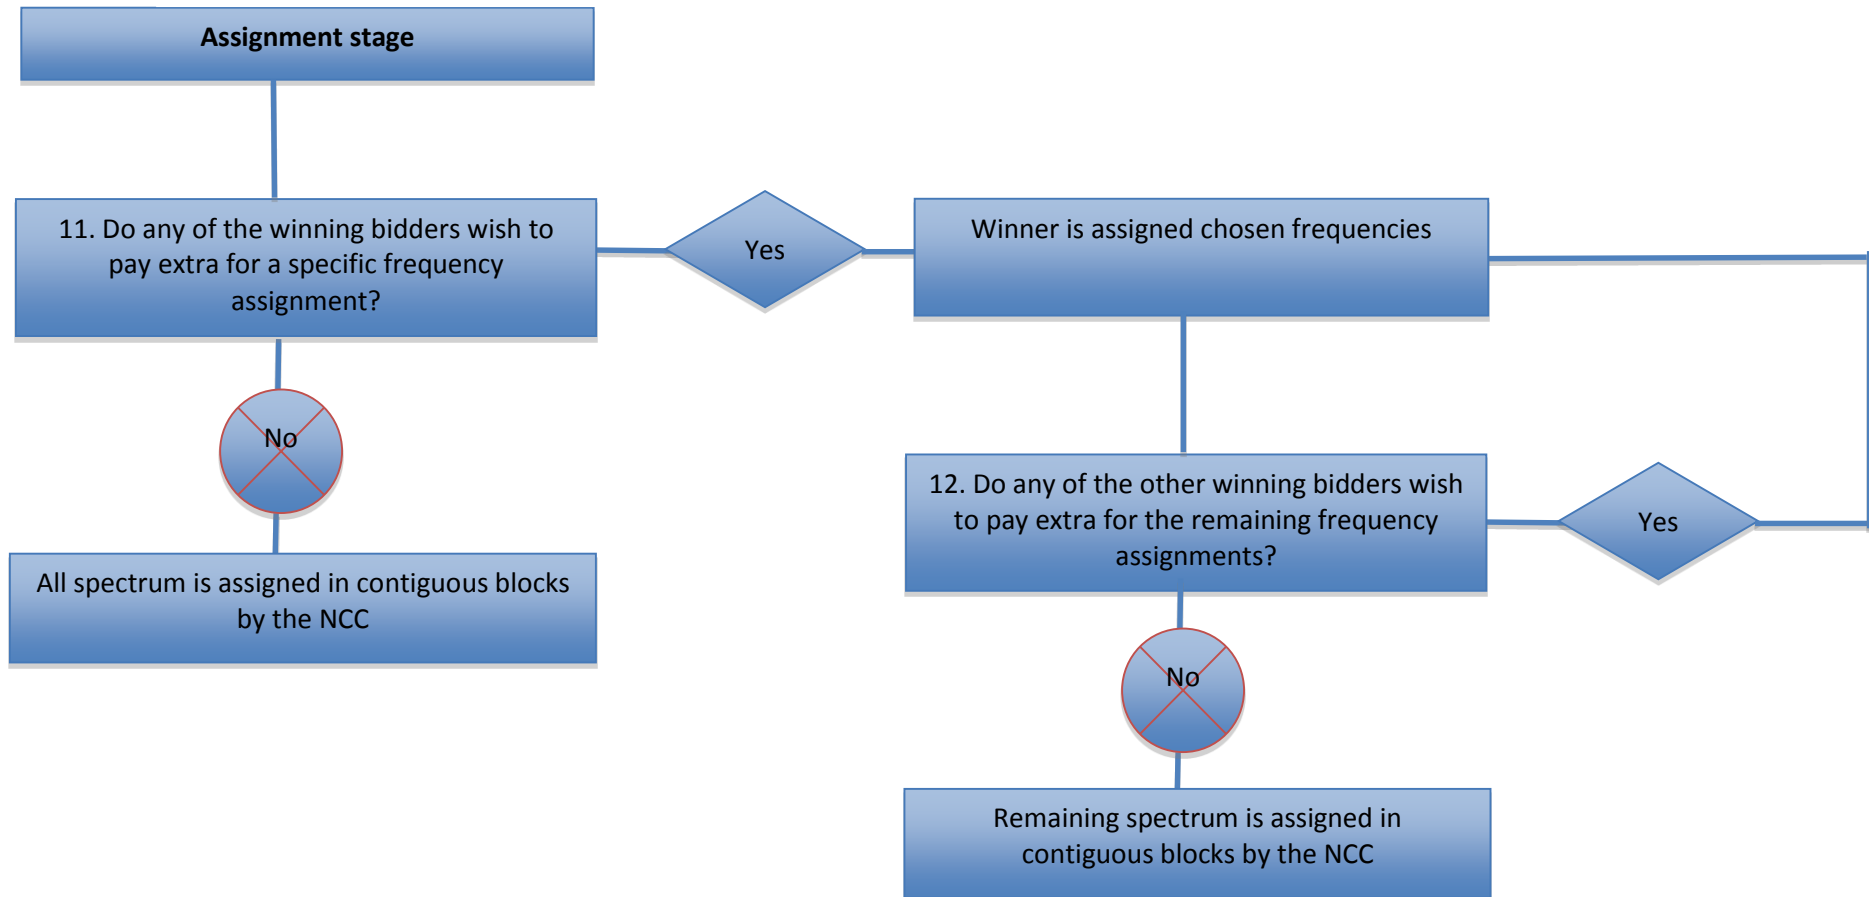 Assignment stage
11. Do any of the winning bidders wish to
pay extra for a specific frequency
assignment?
Yes
Winner is assigned chosen frequencies
No
All spectrum is assigned in contiguous blocks
by the NCC
12. Do any of the other winning bidders wish
to pay extra for the remaining frequency
assignments?
Yes
No
Remaining spectrum is assigned in
contiguous blocks by the NCC